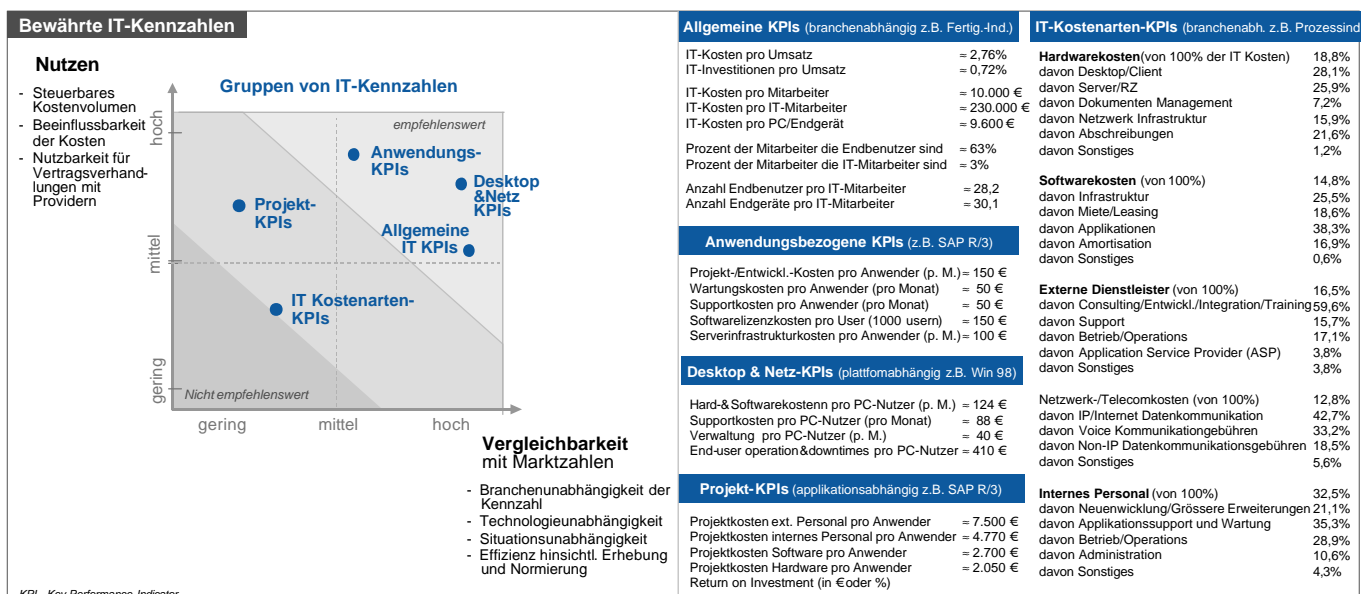 Bewährte IT-Kennzahlen
Nutzen
- Steuerbares
Kostenvolumen
- Beeinflussbarkeit
der Kosten
- Nutzbarkeit für
Vertragsverhand-
lungen mit
Providern
Gruppen von IT-Kennzahlen
hoch
mittel
gering
empfehlenswert
Anwendungs-
KPIs
Desktop
&Netz
KPIs
Projekt-
KPIs
Allgemeine
IT KPIs
IT Kostenarten-
KPIs
Nicht empfehlenswert
gering mittel hoch
Vergleichbarkeit
mit Marktzahlen
- Branchenunabhängigkeit der
Kennzahl
- Technologieunabhängigkeit
- Situationsunabhängigkeit
- Effizienz hinsichtl. Erhebung
und Normierung
KPI - Key Performance Indicator
Allgemeine KPIs (branchenabhängig z.B. Fertig.-Ind.)
IT-Kosten pro Umsatz ≈ 2,76%
IT-Investitionen pro Umsatz ≈ 0,72%
IT-Kosten pro Mitarbeiter ≈ 10.000 €
IT-Kosten pro IT-Mitarbeiter ≈ 230.000 €
IT-Kosten pro PC/Endgerät ≈ 9.600 €
Prozent der Mitarbeiter die Endbenutzer sind ≈ 63%
Prozent der Mitarbeiter die IT-Mitarbeiter sind ≈ 3%
Anzahl Endbenutzer pro IT-Mitarbeiter ≈ 28,2
Anzahl Endgeräte pro IT-Mitarbeiter ≈ 30,1
Anwendungsbezogene KPIs (z.B. SAP R/3)
Projekt-/Entwickl.-Kosten pro Anwender (p. M.) ≈ 150 €
Wartungskosten pro Anwender (pro Monat) ≈ 50 €
Supportkosten pro Anwender (pro Monat) ≈ 50 €
Softwarelizenzkosten pro User (1000 usern) ≈ 150 €
Serverinfrastrukturkosten pro Anwender (p. M.) ≈ 100 €
Desktop & Netz-KPIs (plattfomabhängig z.B. Win 98)
Hard-&Softwarekostenn pro PC-Nutzer (p. M.) ≈ 124 €
Supportkosten pro PC-Nutzer (pro Monat) ≈ 88 €
Verwaltung pro PC-Nutzer (p. M.) ≈ 40 €
End-user operation&downtimes pro PC-Nutzer ≈ 410 €
Projekt-KPIs (applikationsabhängig z.B. SAP R/3)
Projektkosten ext. Personal pro Anwender ≈ 7.500 €
Projektkosten internes Personal pro Anwender ≈ 4.770 €
Projektkosten Software pro Anwender ≈ 2.700 €
Projektkosten Hardware pro Anwender ≈ 2.050 €
Return on Investment (in €oder %)
IT-Kostenarten-KPIs (branchenabh. z.B. Prozessind
Hardwarekosten(von 100% der IT Kosten) 18,8%
davon Desktop/Client 28,1%
davon Server/RZ 25,9%
davon Dokumenten Management 7,2%
davon Netzwerk Infrastruktur 15,9%
davon Abschreibungen 21,6%
davon Sonstiges 1,2%
Softwarekosten (von 100%) 14,8%
davon Infrastruktur 25,5%
davon Miete/Leasing 18,6%
davon Applikationen 38,3%
davon Amortisation 16,9%
davon Sonstiges 0,6%
Externe Dienstleister (von 100%) 16,5%
davon Consulting/Entwickl./Integration/Training 59,6%
davon Support 15,7%
davon Betrieb/Operations 17,1%
davon Application Service Provider (ASP) 3,8%
davon Sonstiges 3,8%
Netzwerk-/Telecomkosten (von 100%) 12,8%
davon IP/Internet Datenkommunikation 42,7%
davon Voice Kommunikationgebühren 33,2%
davon Non-IP Datenkommunikationsgebühren 18,5%
davon Sonstiges 5,6%
Internes Personal (von 100%) 32,5%
davon Neuenwicklung/Grössere Erweiterungen 21,1%
davon Applikationssupport und Wartung 35,3%
davon Betrieb/Operations 28,9%
davon Administration 10,6%
davon Sonstiges 4,3%